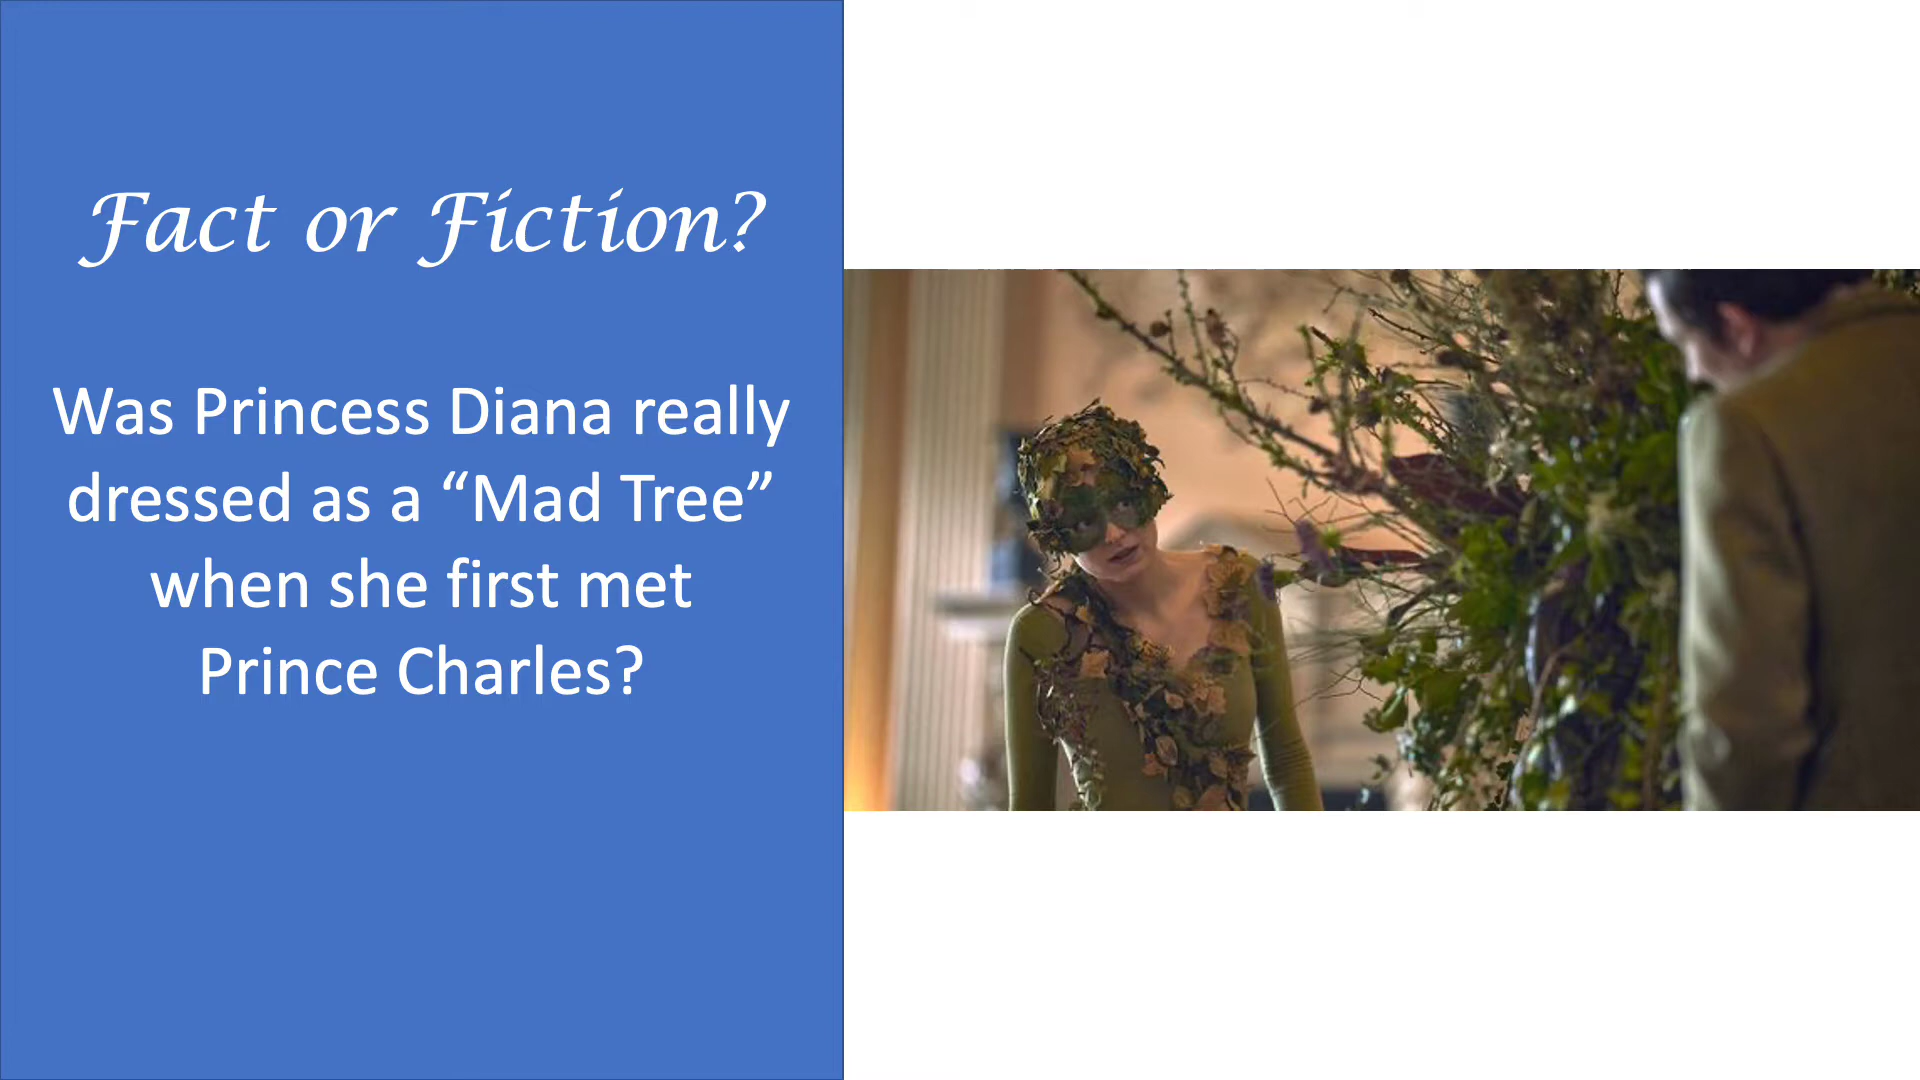 Fact or Fiction?
Was Princess Diana really
dressed as a “Mad Tree”
when she first met
Prince Charles?